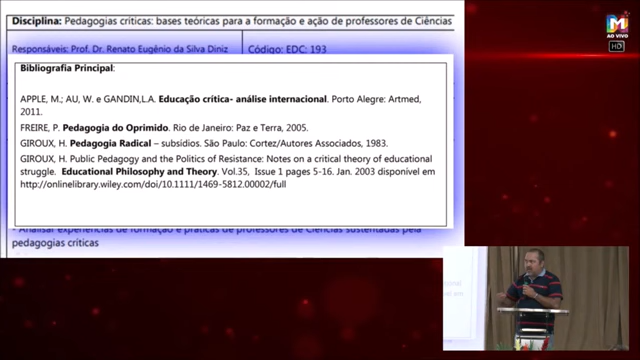 Disciplina: Pedagogias críticas: bases teóricas para a formação e ação de professores de Ciências
Responsáveis: Prof. Dr. Renato Eugênio da Silva Diniz
Código: EDC: 193
Bibliografia Principal:
APPLE, M.; AU, W. e GANDIN,L.A. Educação crítica- análise internacional. Porto Alegre: Artmed,
2011.
FREIRE, P. Pedagogia do Oprimido. Rio de Janeiro: Paz e Terra, 2005.
GIROUX, H. Pedagogia Radical – subsídios. São Paulo: Cortez/Autores Associados, 1983.
GIROUX, H. Public Pedagogy and the Politics of Resistance: Notes on a critical theory of educational
struggle. Educational Philosophy and Theory. Vol.35, Issue 1 pages 5-16. Jan. 2003 disponível em
http://onlinelibrary.wiley.com/doi/10.1111/1469-5812.00002/full
- Analisar experiências de formação e práticas de professores de Ciências sustentadas pela
pedagogias críticas
M
AO VIVO
HD